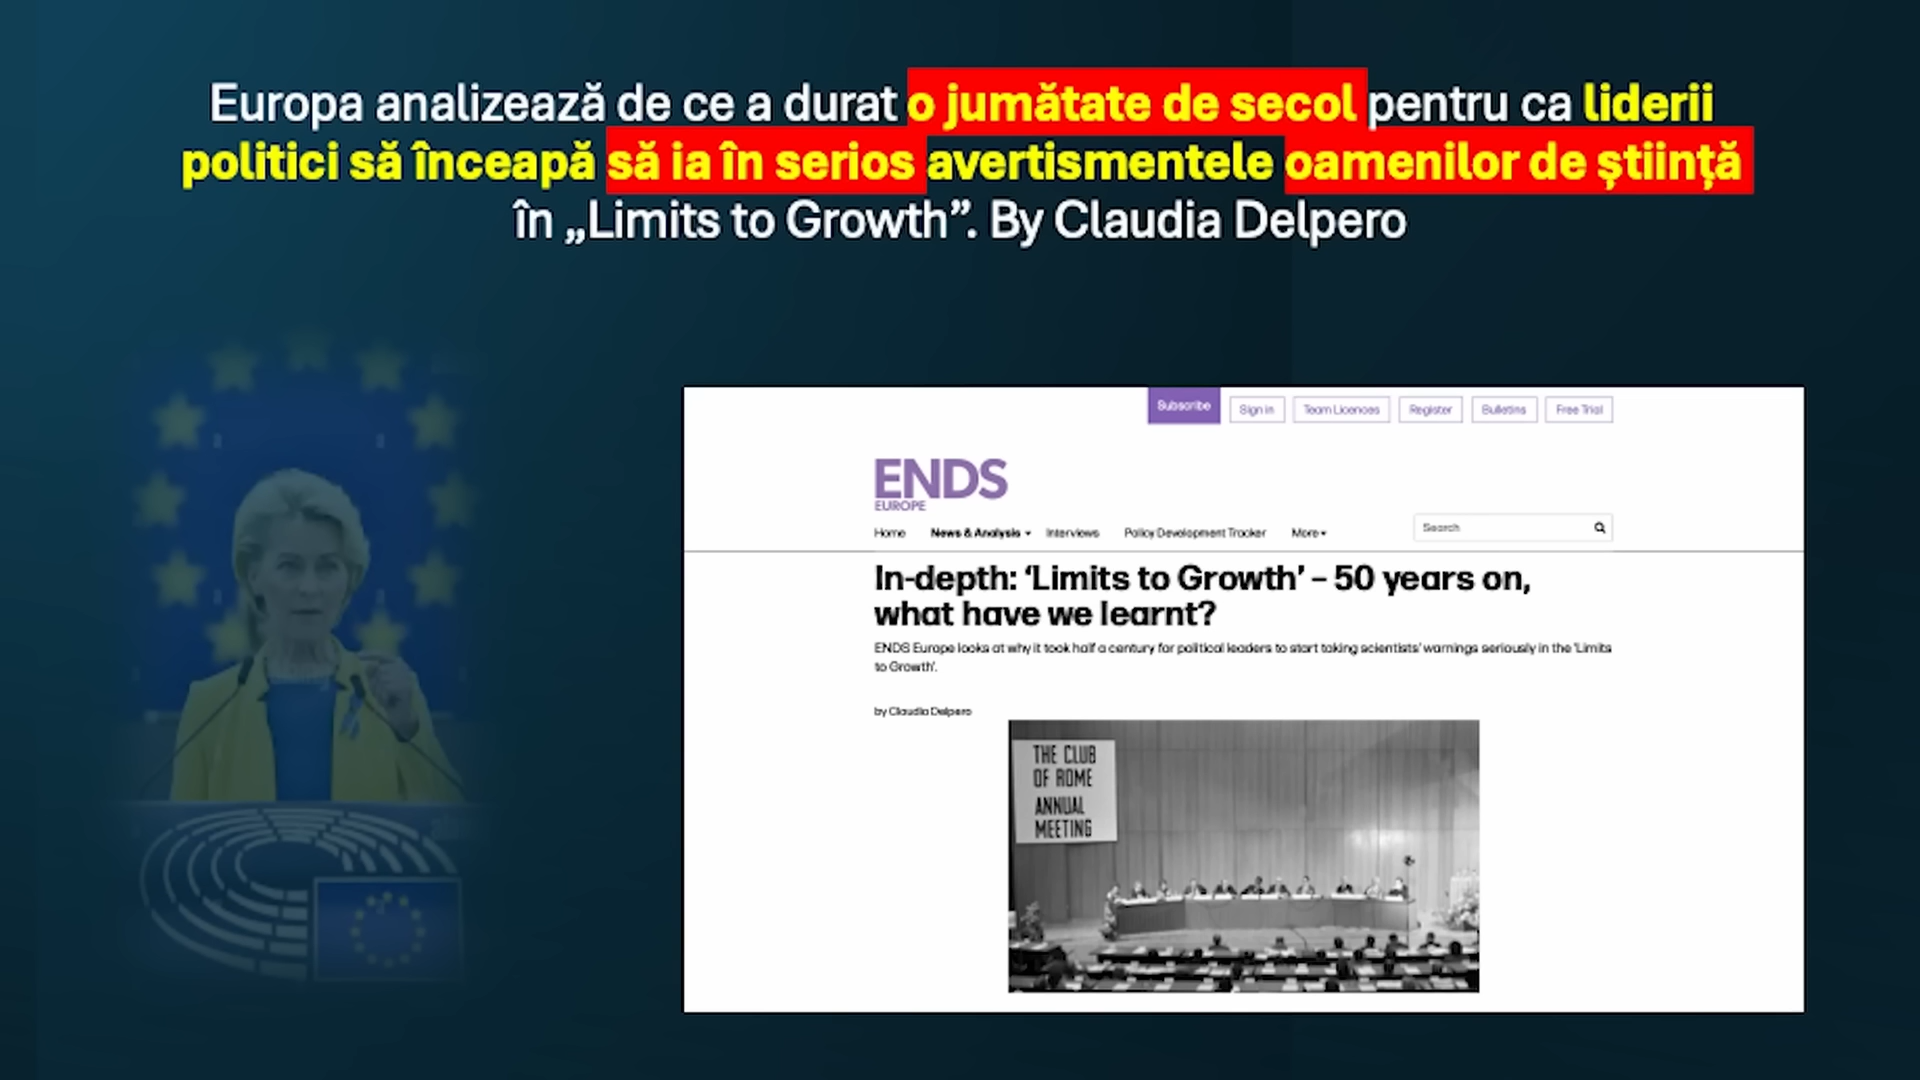 Europa analizează de ce a durat o jumătate de secol pentru ca liderii
politici să înceapă să ia în serios avertismentele oamenilor de știință
în „Limits to Growth”. By Claudia Delpero
Subscribe
Sign in
Team Licences
Register
Bulletins
Free Trial
ENDS
EUROPE
Home
News & Analysis
Interviews
Policy Development Tracker
More
Search
In-depth: ‘Limits to Growth’ – 50 years on,
what have we learnt?
ENDS Europe looks at why it took half a century for political leaders to start taking scientists' warnings seriously in the 'Limits
to Growth'.
by Claudia Delpero
THE CLUB
OF ROME
ANNUAL
MEETING